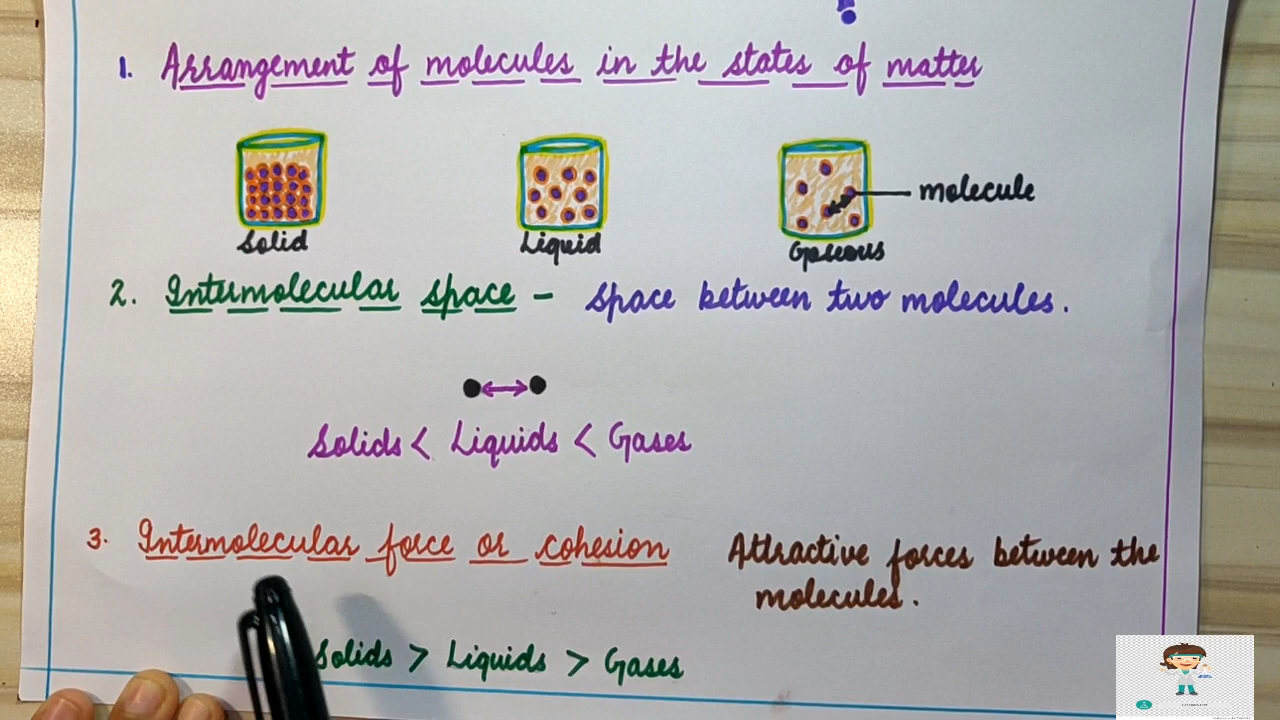 1. Arrangement of molecules in the states of matter
molecule
Solid Liquid Gaseous
2. Intermolecular space - Space between two molecules.
Solids < Liquids < Gases
3. Intermolecular force or cohesion Attractive forces between the
molecules.
Solids > Liquids > Gases